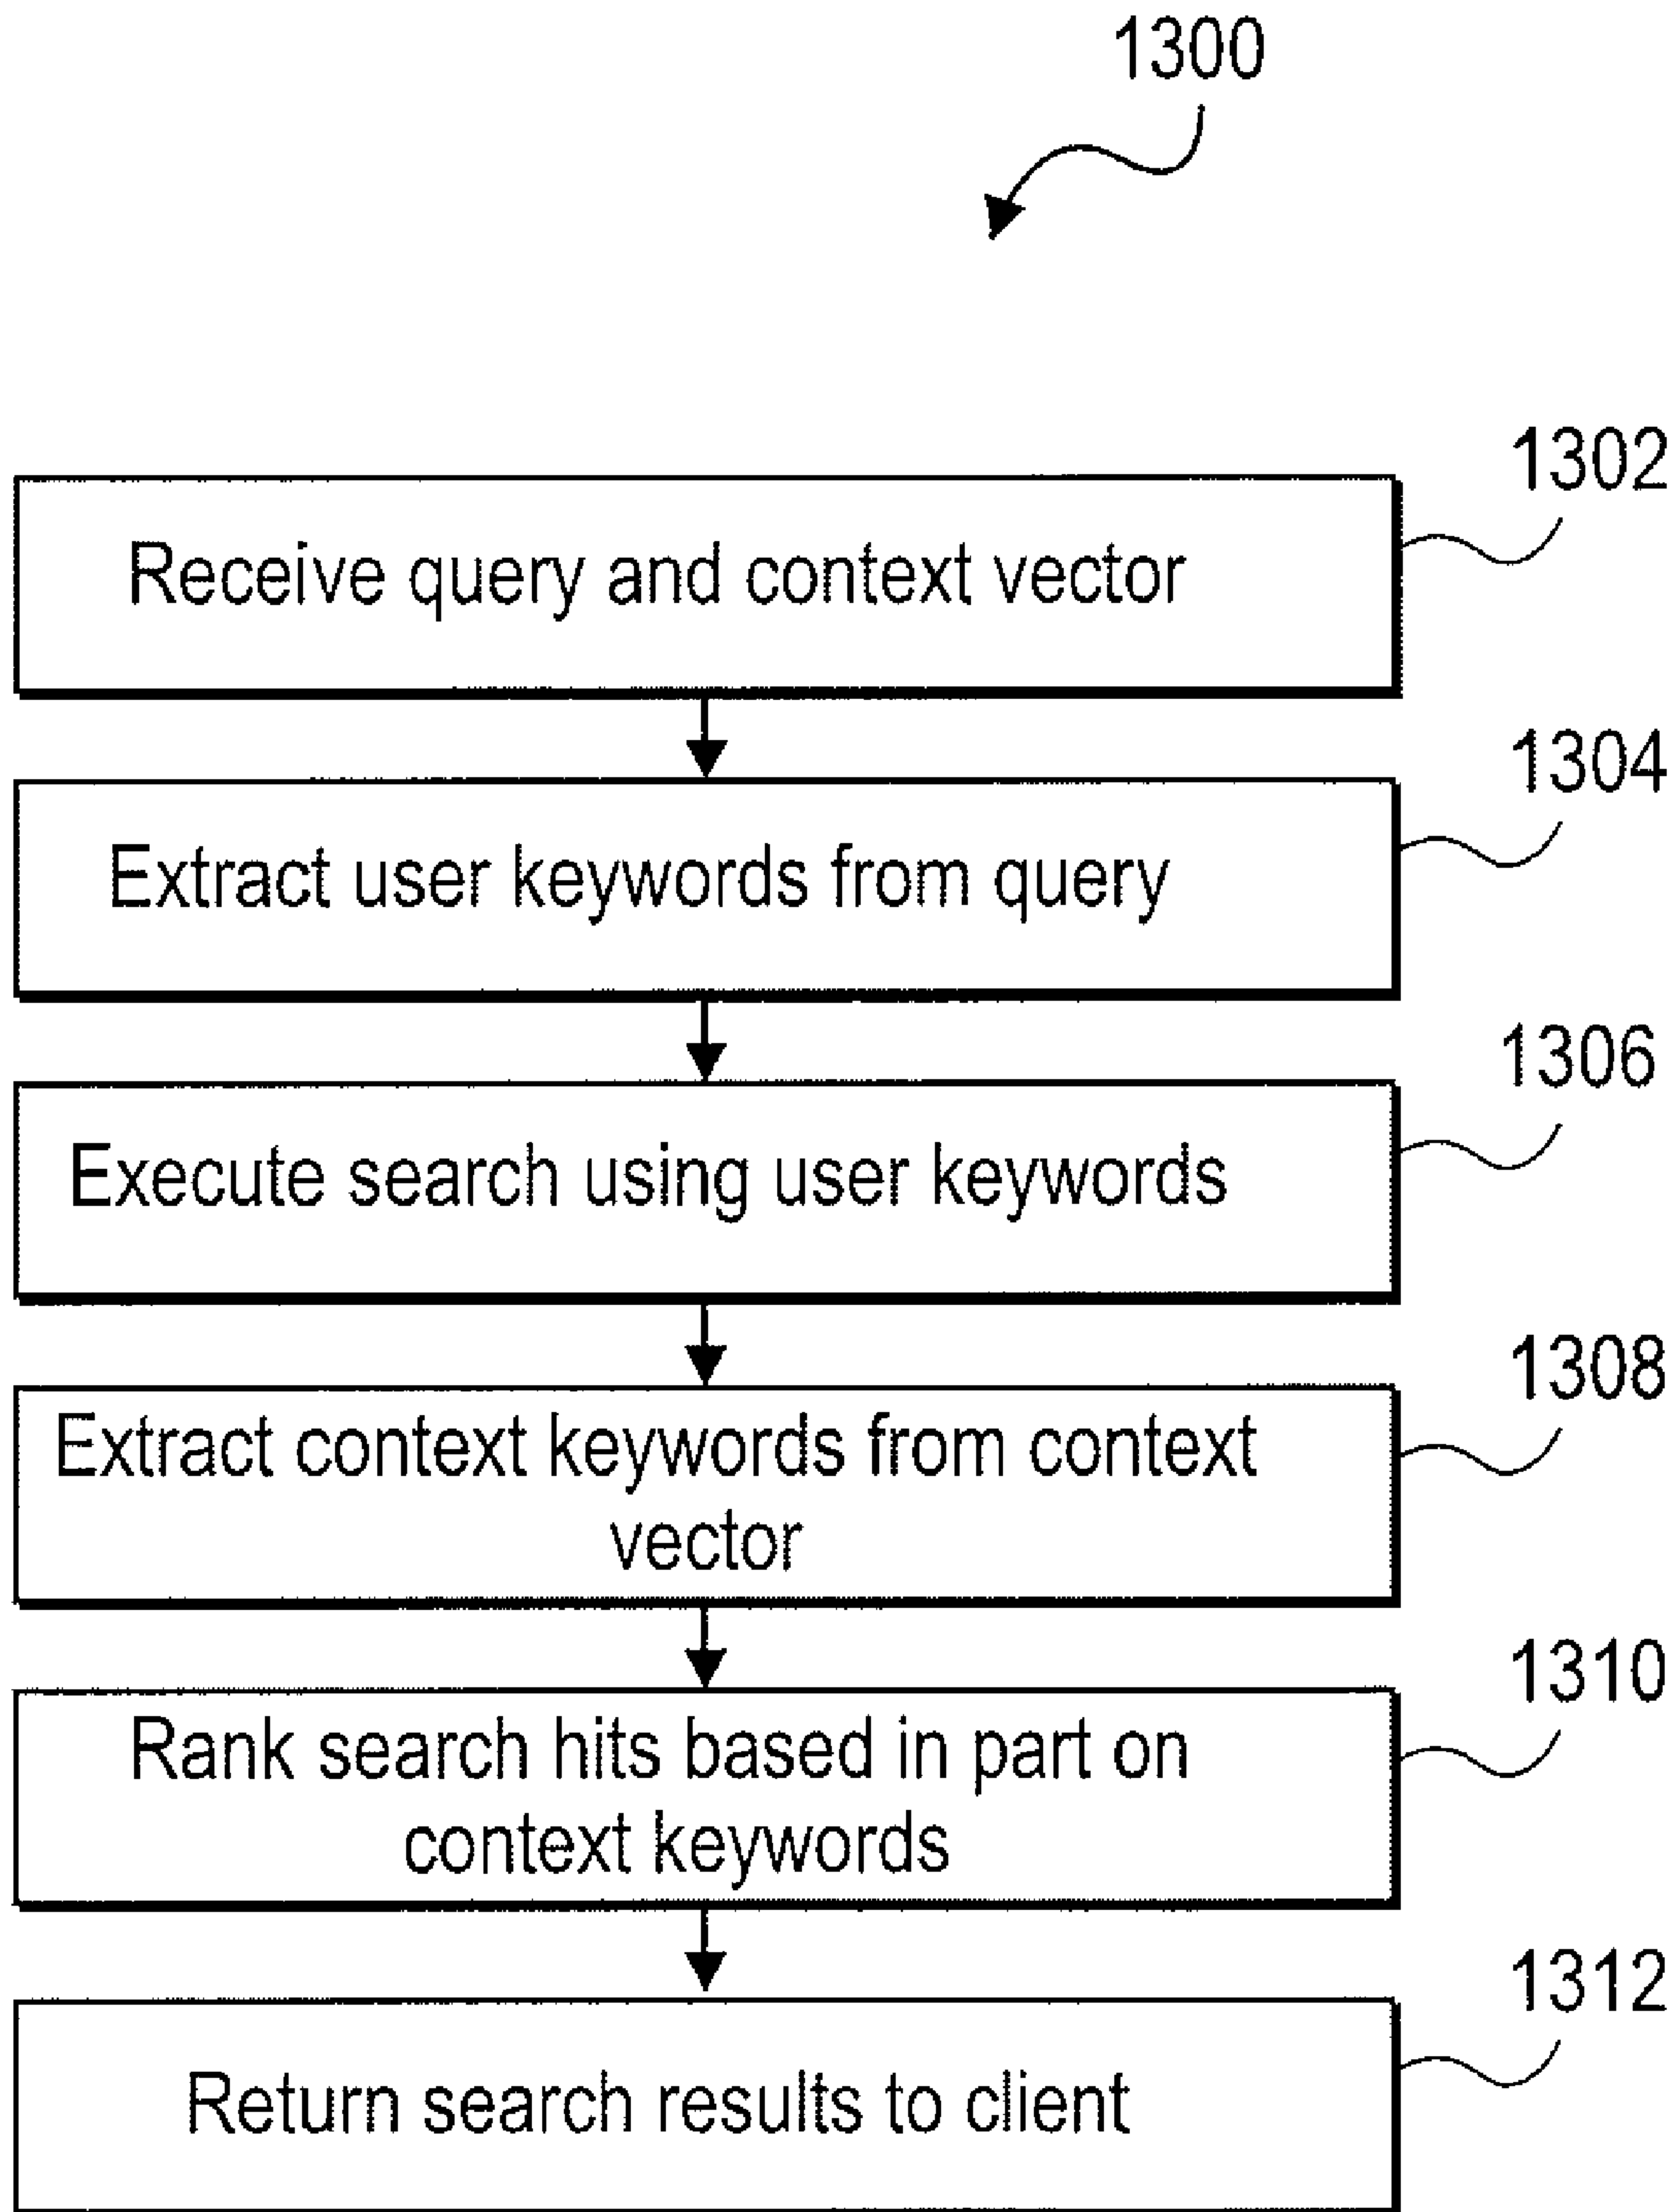 1300
1302
Receive query and context vector
1304
Extract user keywords from query
1306
Execute search using user keywords
1308
Extract context keywords from context
vector
1310
Rank search hits based in part on
context keywords
1312
Return search results to client